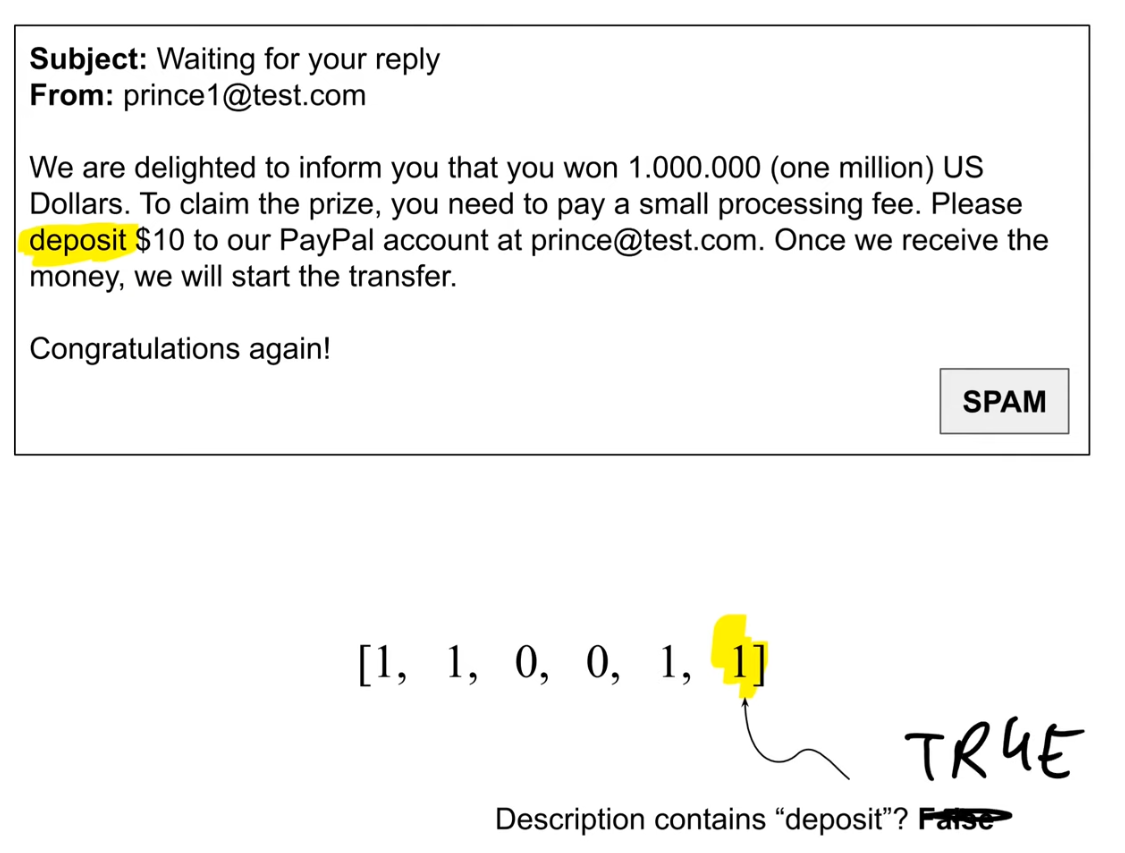 Subject: Waiting for your reply
From: prince1@test.com
We are delighted to inform you that you won 1.000.000 (one million) US
Dollars. To claim the prize, you need to pay a small processing fee. Please
deposit $10 to our PayPal account at prince@test.com. Once we receive the
money, we will start the transfer.
Congratulations again!
SPAM
[1, 1, 0, 0, 1, 1]
TRUE
Description contains “deposit”? False